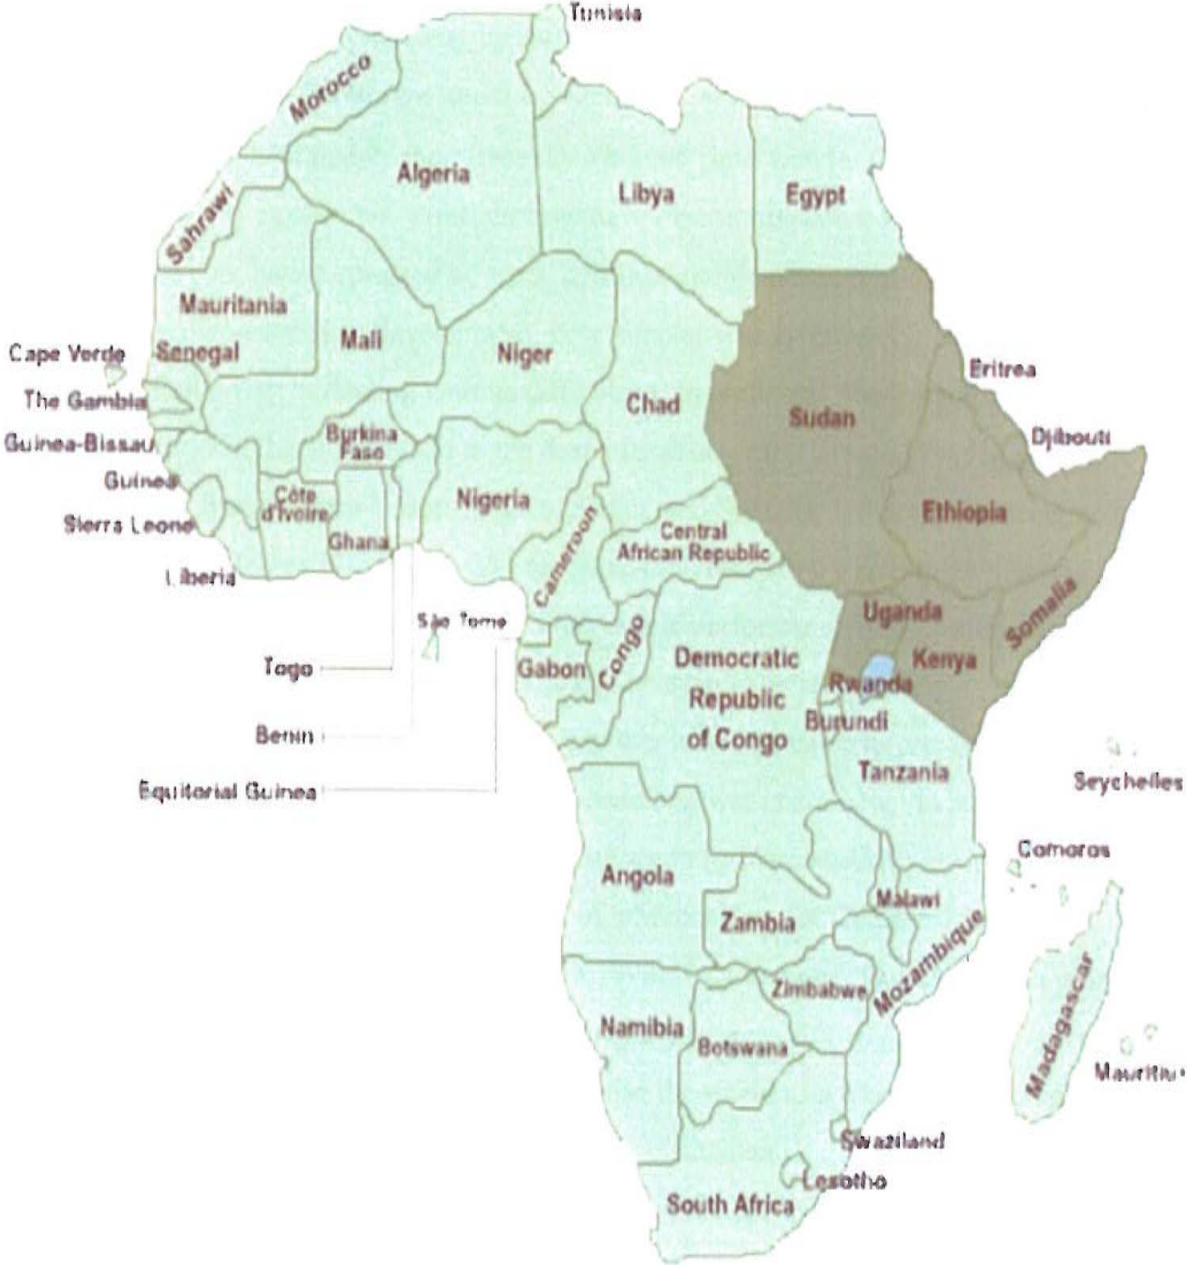 Tunisia
Morocco
Algeria
Libya
Egypt
Sahrawi
Mauritania
Mali
Niger
Chad
Sudan
Eritrea
Cape Verde
Senegal
The Gambia
Djibouti
Guinea-Bissau
Burkina
Faso
Guinea
Nigeria
Ethiopia
Côte
d'Ivoire
Sierra Leone
Ghana
Cameroon
Central
African Republic
Liberia
Uganda
Somalia
São Tome
Togo
Gabon
Congo
Democratic
Republic
of Congo
Kenya
Rwanda
Burundi
Benin
Tanzania
Seychelles
Equitorial Guinea
Comoros
Angola
Zambia
Malawi
Mozambique
Zimbabwe
Namibia
Botswana
Madagascar
Swaziland
Lesotho
South Africa